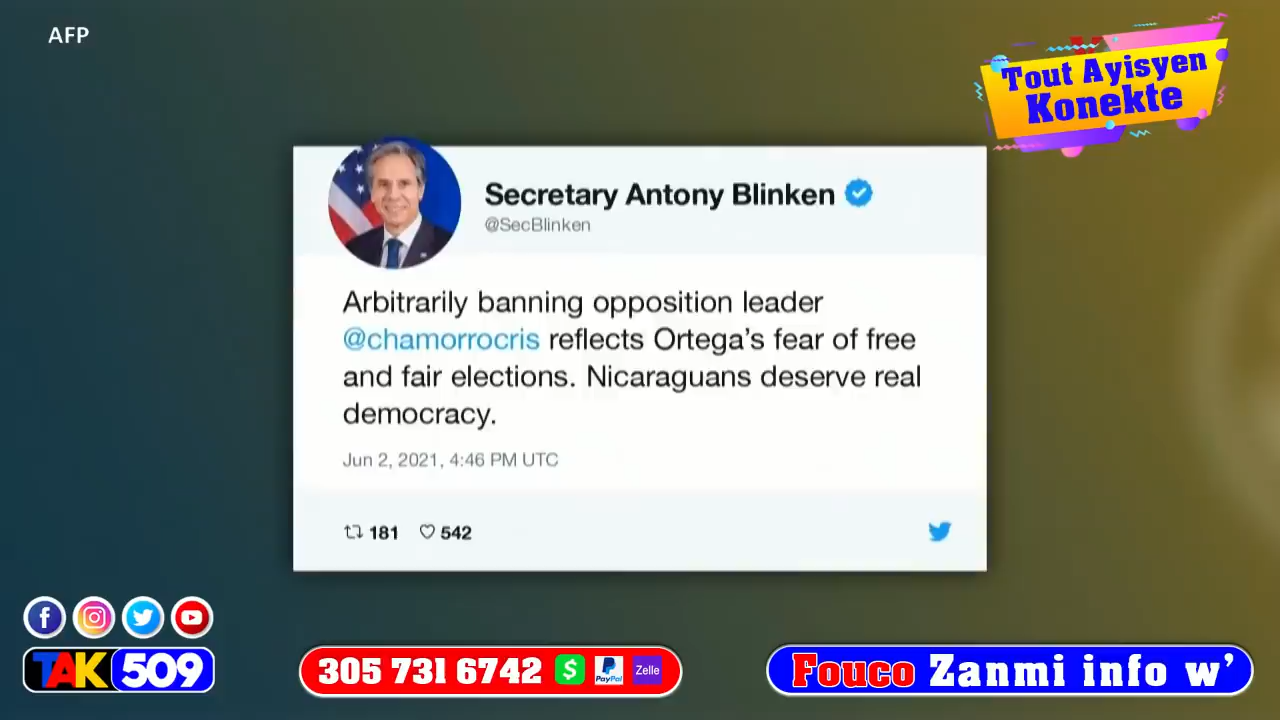 AFP
Tout Ayisyen
Konekte
Secretary Antony Blinken
@SecBlinken
Arbitrarily banning opposition leader
@chamorrocris reflects Ortega's fear of free
and fair elections. Nicaraguans deserve real
democracy.
Jun 2, 2021, 4:46 PM UTC
181 542
TAK 509
305 731 6742 $ PayPal Zelle
Fouco Zanmi info w'